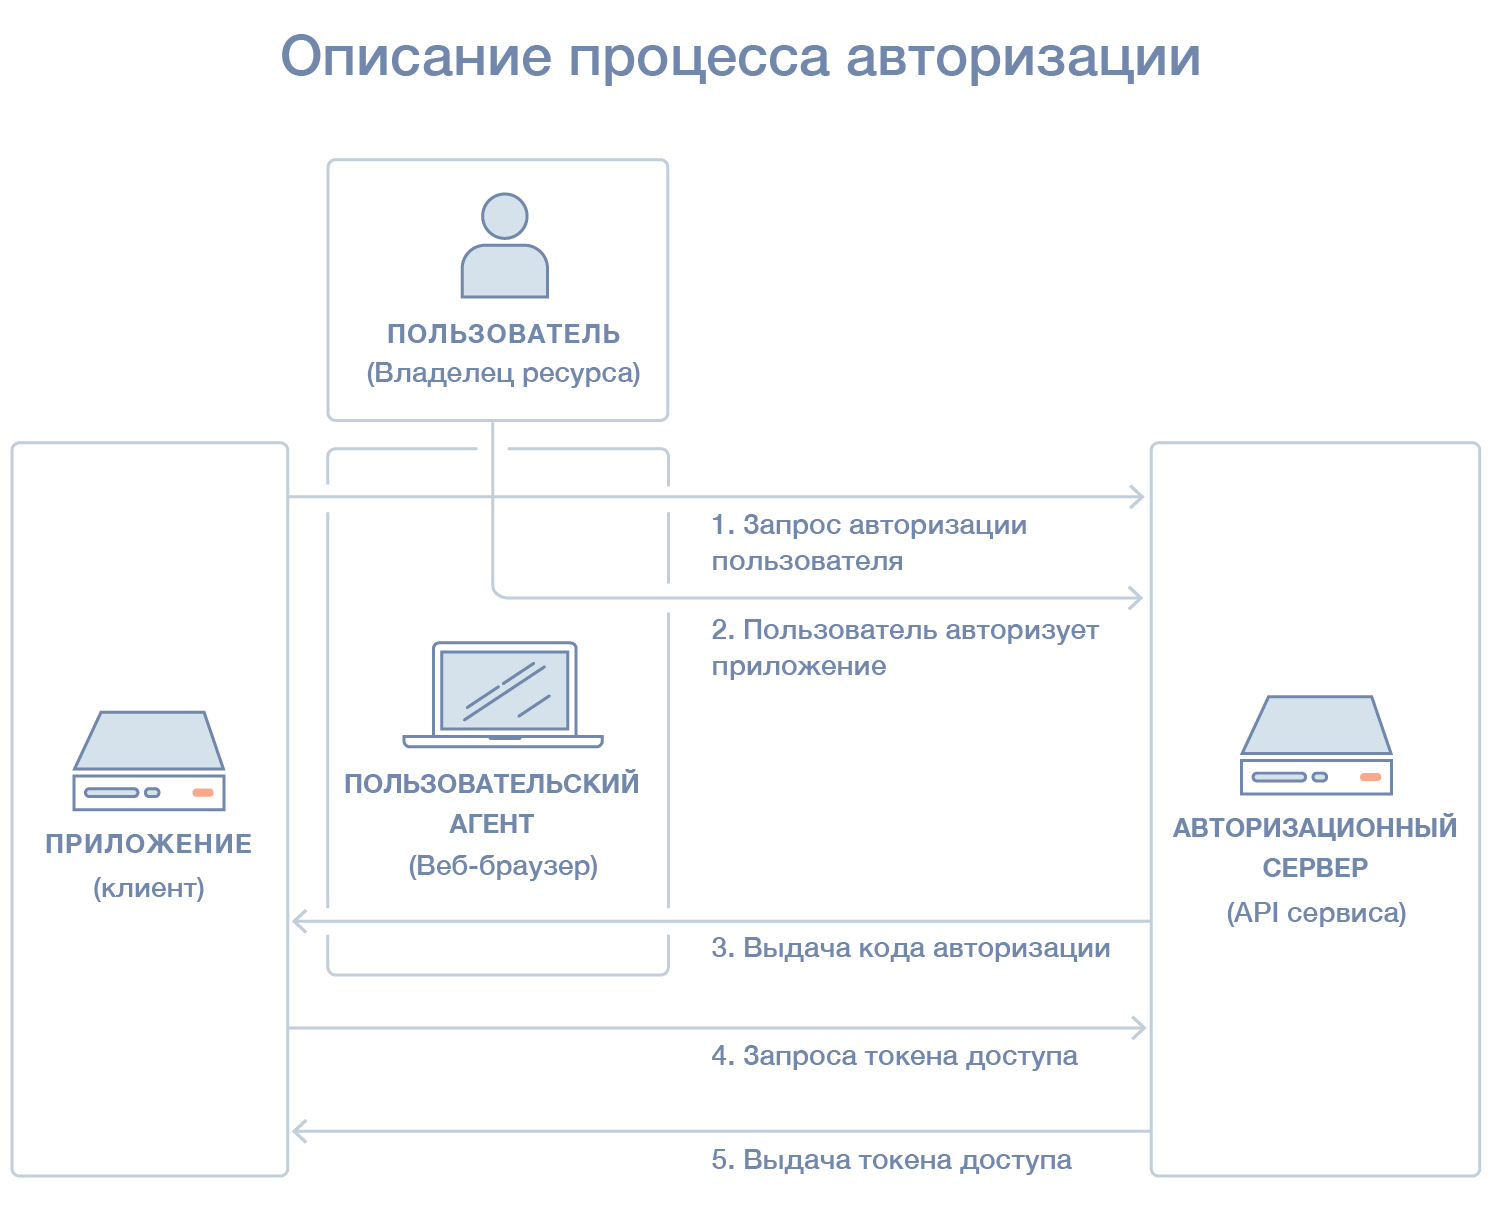 Описание процесса авторизации
ПОЛЬЗОВАТЕЛЬ
(Владелец ресурса)
1. Запрос авторизации
пользователя
2. Пользователь авторизует
приложение
ПОЛЬЗОВАТЕЛЬСКИЙ
АГЕНТ
(Веб-браузер)
ПРИЛОЖЕНИЕ
(клиент)
АВТОРИЗАЦИОННЫЙ
СЕРВЕР
(API сервиса)
3. Выдача кода авторизации
4. Запроса токена доступа
5. Выдача токена доступа